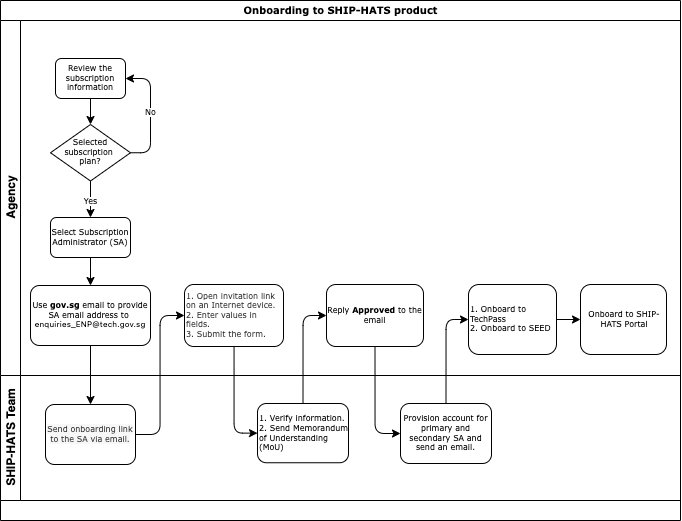 Onboarding to SHIP-HATS product
Agency
Review the
subscription
information
No
Selected
subscription
plan?
Yes
Select Subscription
Administrator (SA)
Use gov.sg email to provide
SA email address to
enquiries_ENP@tech.gov.sg
1. Open invitation link
on an Internet device.
2. Enter values in
fields.
3. Submit the form.
Reply Approved to the
email
1. Onboard to
TechPass
2. Onboard to SEED
Onboard to SHIP-
HATS Portal
SHIP-HATS Team
Send onboarding link
to the SA via email.
1. Verify information.
2. Send Memorandum
of Understanding
(MoU)
Provision account for
primary and
secondary SA and
send an email.